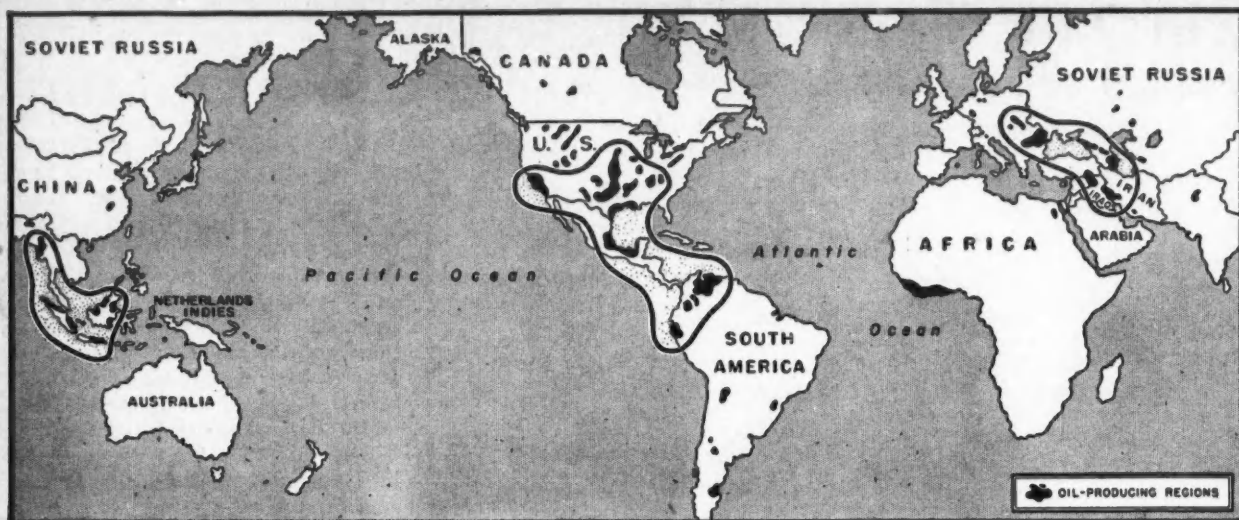 SOVIET RUSSIA
ALASKA
CANADA
SOVIET RUSSIA
U. S.
CHINA
IRAN
IRAQ
ARABIA
AFRICA
Atlantic
Pacific Ocean
NETHERLANDS
INDIES
Ocean
SOUTH
AMERICA
AUSTRALIA
OIL-PRODUCING REGIONS